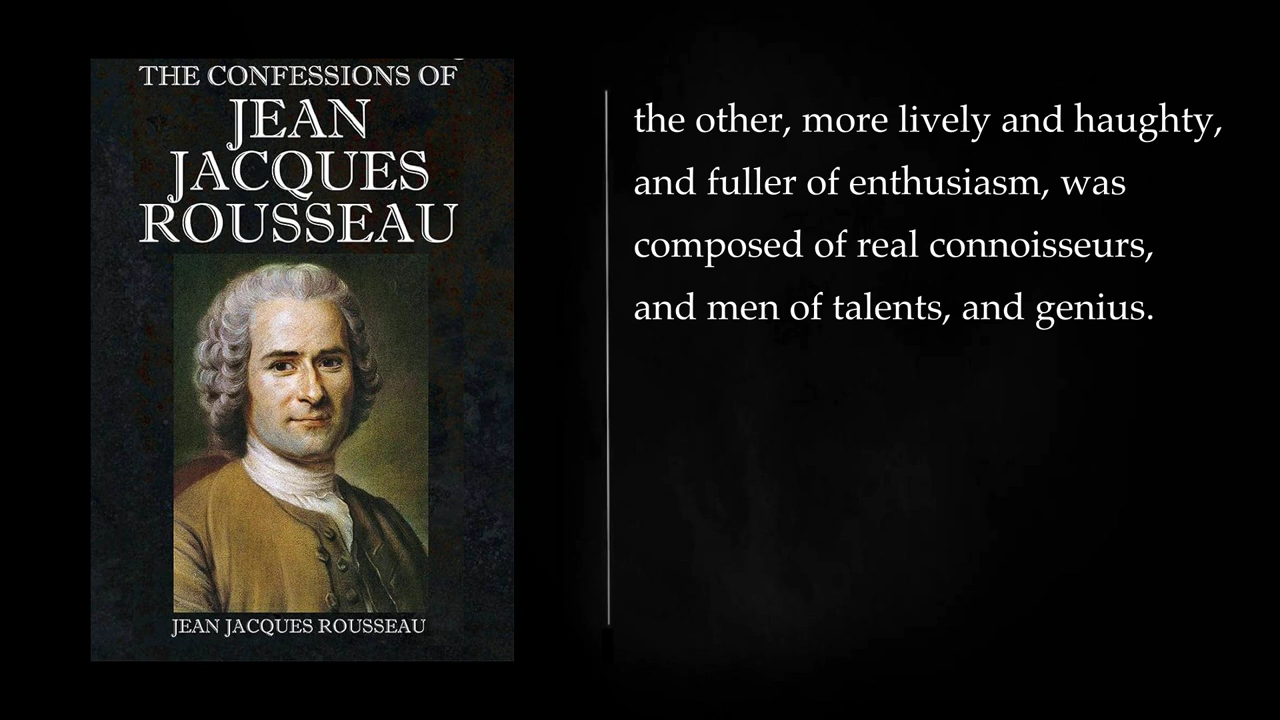 THE CONFESSIONS OF
JEAN
JACQUES
ROUSSEAU
JEAN JACQUES ROUSSEAU
the other, more lively and haughty,
and fuller of enthusiasm, was
composed of real connoisseurs,
and men of talents, and genius.